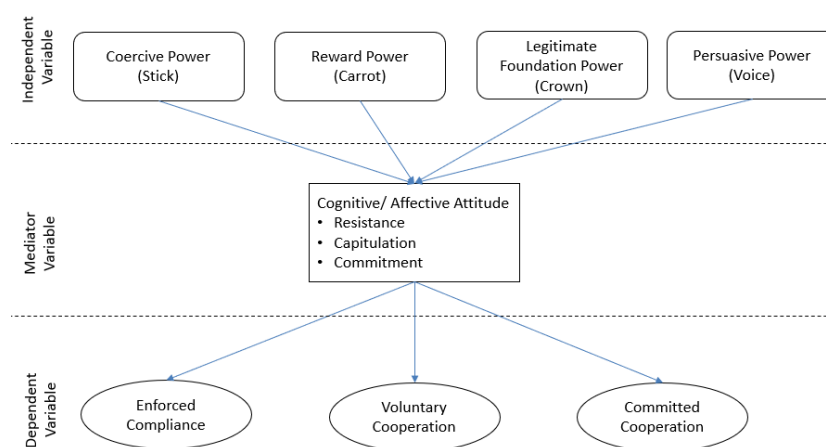 Independent
Variable
Coercive Power
(Stick)
Reward Power
(Carrot)
Legitimate
Foundation Power
(Crown)
Persuasive Power
(Voice)
Mediator
Variable
Cognitive/ Affective Attitude
• Resistance
• Capitulation
• Commitment
Dependent
Variable
Enforced
Compliance
Voluntary
Cooperation
Committed
Cooperation